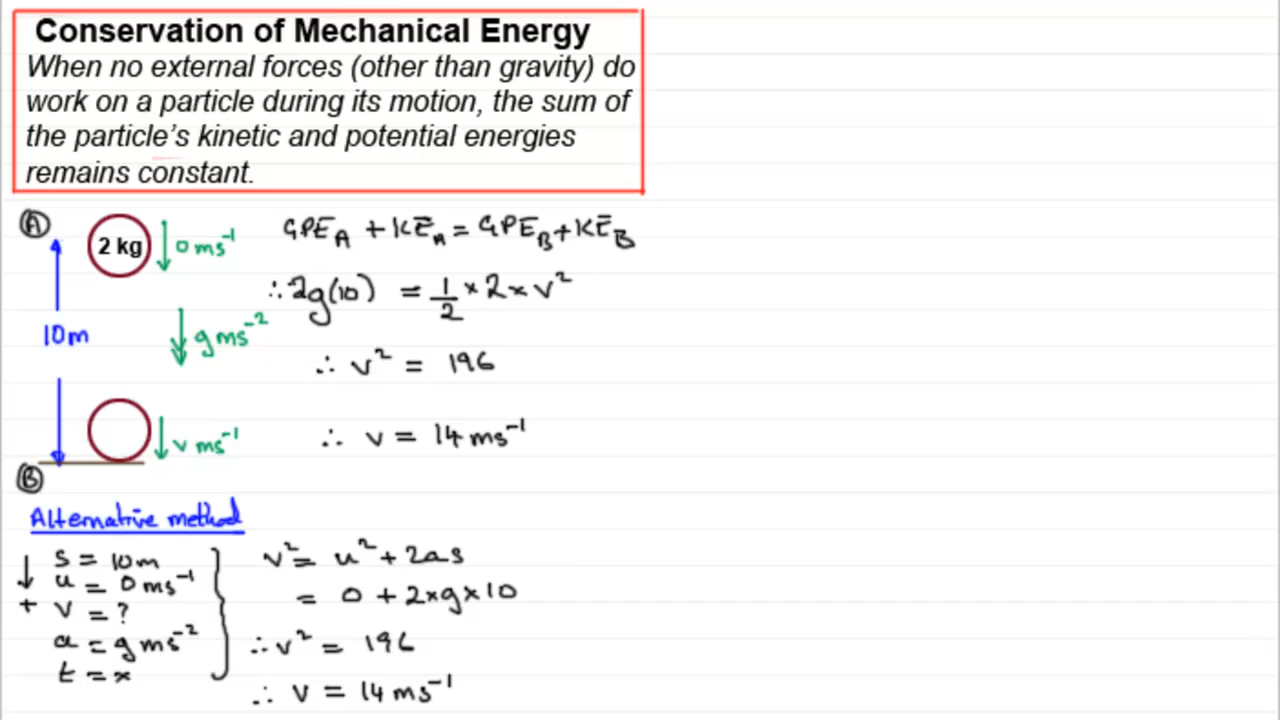 Conservation of Mechanical Energy
When no external forces (other than gravity) do
work on a particle during its motion, the sum of
the particle's kinetic and potential energies
remains constant.
A
2 kg
0 ms⁻¹
10m
g ms⁻²
v ms⁻¹
B
GPE_A + KE_A = GPE_B + KE_B
∴ 2g(10) = 1/2 × 2 × v²
∴ v² = 196
∴ v = 14 ms⁻¹
Alternative method
↓ +
s = 10m
u = 0 ms⁻¹
v = ?
a = g ms⁻²
t = x
v² = u² + 2as
= 0 + 2×g×10
∴ v² = 196
∴ v = 14 ms⁻¹